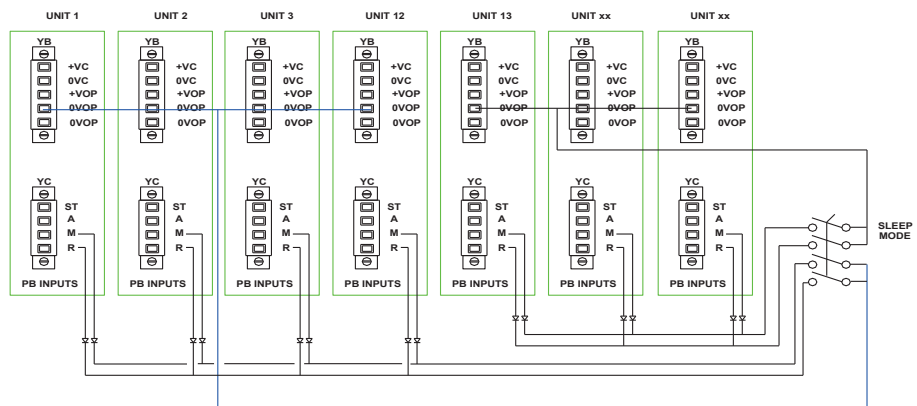 UNIT 1 UNIT 2 UNIT 3 UNIT 12 UNIT 13 UNIT xx UNIT xx
YB YB YB YB YB YB YB
+VC +VC +VC +VC +VC +VC +VC
0VC 0VC 0VC 0VC 0VC 0VC 0VC
+VOP +VOP +VOP +VOP +VOP +VOP +VOP
0VOP 0VOP 0VOP 0VOP 0VOP 0VOP 0VOP
0VOP 0VOP 0VOP 0VOP 0VOP 0VOP 0VOP
YC YC YC YC YC YC YC
ST ST ST ST ST ST ST
A A A A A A A
M M M M M M M
R R R R R R R
SLEEP
MODE
PB INPUTS PB INPUTS PB INPUTS PB INPUTS PB INPUTS PB INPUTS PB INPUTS